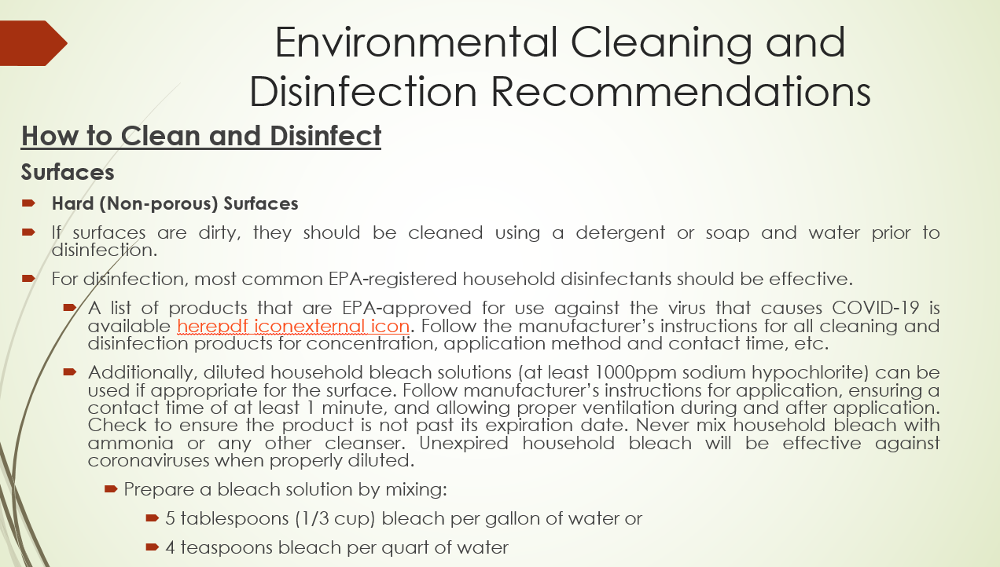 Environmental Cleaning and
Disinfection Recommendations
How to Clean and Disinfect
Surfaces
Hard (Non-porous) Surfaces
If surfaces are dirty, they should be cleaned using a detergent or soap and water prior to
disinfection.
For disinfection, most common EPA-registered household disinfectants should be effective.
A list of products that are EPA-approved for use against the virus that causes COVID-19 is
available herepdf iconexternal icon. Follow the manufacturer’s instructions for all cleaning and
disinfection products for concentration, application method and contact time, etc.
Additionally, diluted household bleach solutions (at least 1000ppm sodium hypochlorite) can be
used if appropriate for the surface. Follow manufacturer’s instructions for application, ensuring a
contact time of at least 1 minute, and allowing proper ventilation during and after application.
Check to ensure the product is not past its expiration date. Never mix household bleach with
ammonia or any other cleanser. Unexpired household bleach will be effective against
coronaviruses when properly diluted.
Prepare a bleach solution by mixing:
5 tablespoons (1/3 cup) bleach per gallon of water or
4 teaspoons bleach per quart of water